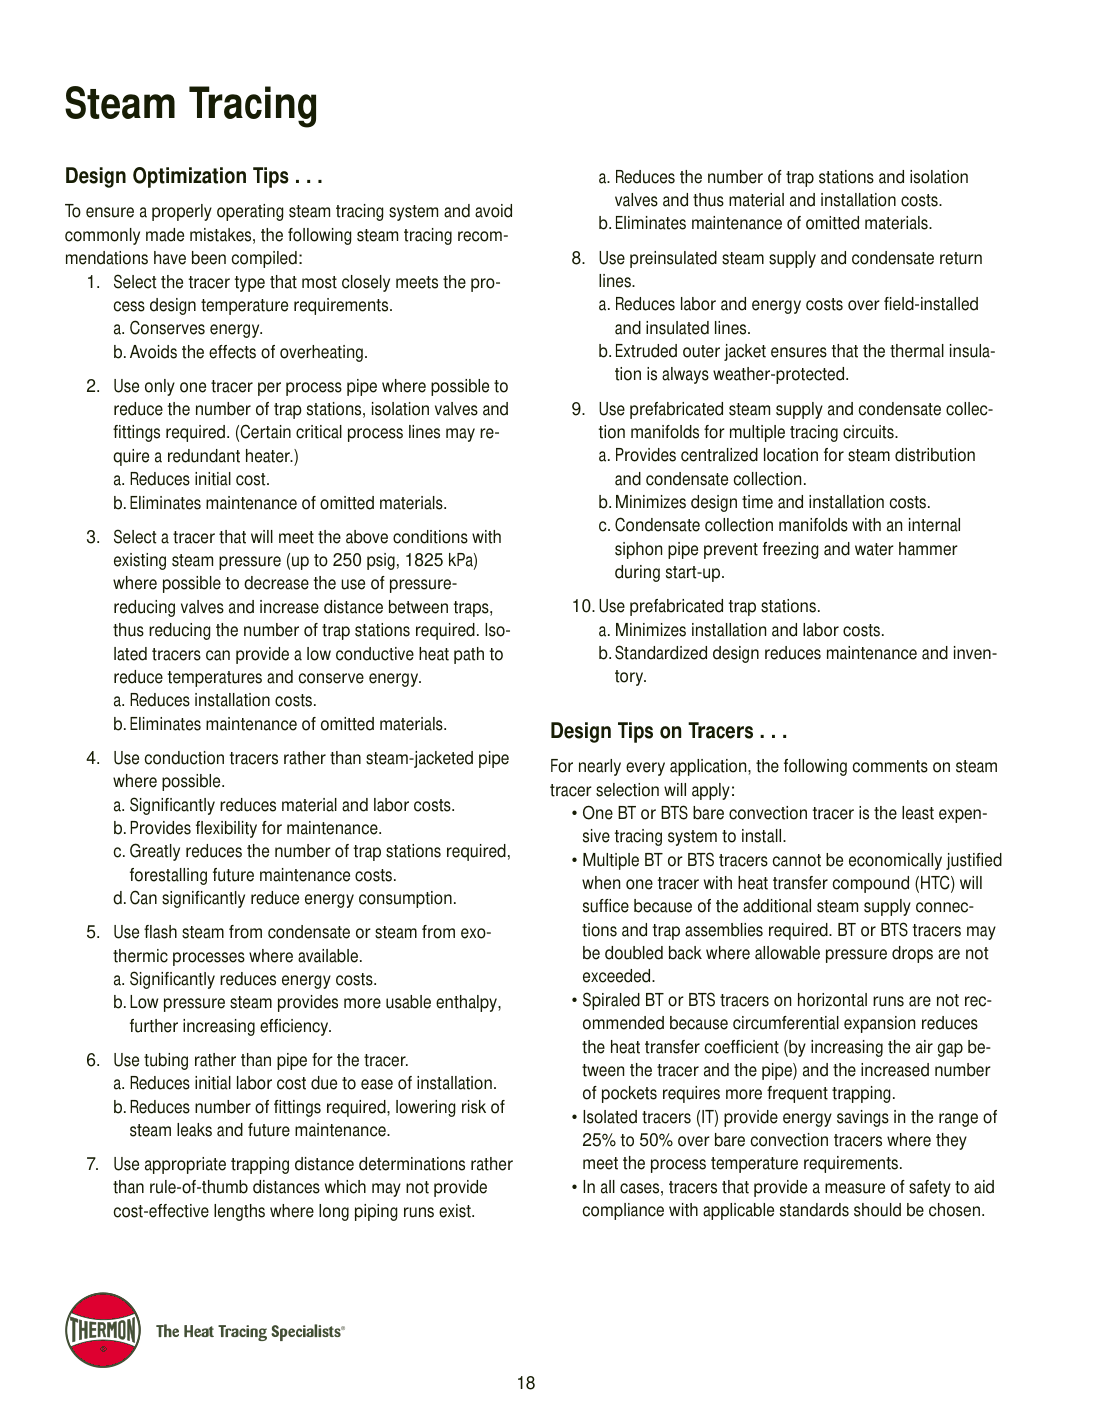 Steam Tracing
Design Optimization Tips . . .
To ensure a properly operating steam tracing system and avoid
commonly made mistakes, the following steam tracing recom-
mendations have been compiled:
1. Select the tracer type that most closely meets the pro-
cess design temperature requirements.
a. Conserves energy.
b. Avoids the effects of overheating.
2. Use only one tracer per process pipe where possible to
reduce the number of trap stations, isolation valves and
fittings required. (Certain critical process lines may re-
quire a redundant heater.)
a. Reduces initial cost.
b. Eliminates maintenance of omitted materials.
3. Select a tracer that will meet the above conditions with
existing steam pressure (up to 250 psig, 1825 kPa)
where possible to decrease the use of pressure-
reducing valves and increase distance between traps,
thus reducing the number of trap stations required. Iso-
lated tracers can provide a low conductive heat path to
reduce temperatures and conserve energy.
a. Reduces installation costs.
b. Eliminates maintenance of omitted materials.
4. Use conduction tracers rather than steam-jacketed pipe
where possible.
a. Significantly reduces material and labor costs.
b. Provides flexibility for maintenance.
c. Greatly reduces the number of trap stations required,
forestalling future maintenance costs.
d. Can significantly reduce energy consumption.
5. Use flash steam from condensate or steam from exo-
thermic processes where available.
a. Significantly reduces energy costs.
b. Low pressure steam provides more usable enthalpy,
further increasing efficiency.
6. Use tubing rather than pipe for the tracer.
a. Reduces initial labor cost due to ease of installation.
b. Reduces number of fittings required, lowering risk of
steam leaks and future maintenance.
7. Use appropriate trapping distance determinations rather
than rule-of-thumb distances which may not provide
cost-effective lengths where long piping runs exist.
a. Reduces the number of trap stations and isolation
valves and thus material and installation costs.
b. Eliminates maintenance of omitted materials.
8. Use preinsulated steam supply and condensate return
lines.
a. Reduces labor and energy costs over field-installed
and insulated lines.
b. Extruded outer jacket ensures that the thermal insula-
tion is always weather-protected.
9. Use prefabricated steam supply and condensate collec-
tion manifolds for multiple tracing circuits.
a. Provides centralized location for steam distribution
and condensate collection.
b. Minimizes design time and installation costs.
c. Condensate collection manifolds with an internal
siphon pipe prevent freezing and water hammer
during start-up.
10. Use prefabricated trap stations.
a. Minimizes installation and labor costs.
b. Standardized design reduces maintenance and inven-
tory.
Design Tips on Tracers . . .
For nearly every application, the following comments on steam
tracer selection will apply:
• One BT or BTS bare convection tracer is the least expen-
sive tracing system to install.
• Multiple BT or BTS tracers cannot be economically justified
when one tracer with heat transfer compound (HTC) will
suffice because of the additional steam supply connec-
tions and trap assemblies required. BT or BTS tracers may
be doubled back where allowable pressure drops are not
exceeded.
• Spiraled BT or BTS tracers on horizontal runs are not rec-
ommended because circumferential expansion reduces
the heat transfer coefficient (by increasing the air gap be-
tween the tracer and the pipe) and the increased number
of pockets requires more frequent trapping.
• Isolated tracers (IT) provide energy savings in the range of
25% to 50% over bare convection tracers where they
meet the process temperature requirements.
• In all cases, tracers that provide a measure of safety to aid
compliance with applicable standards should be chosen.
THERMON
The Heat Tracing Specialists®
18